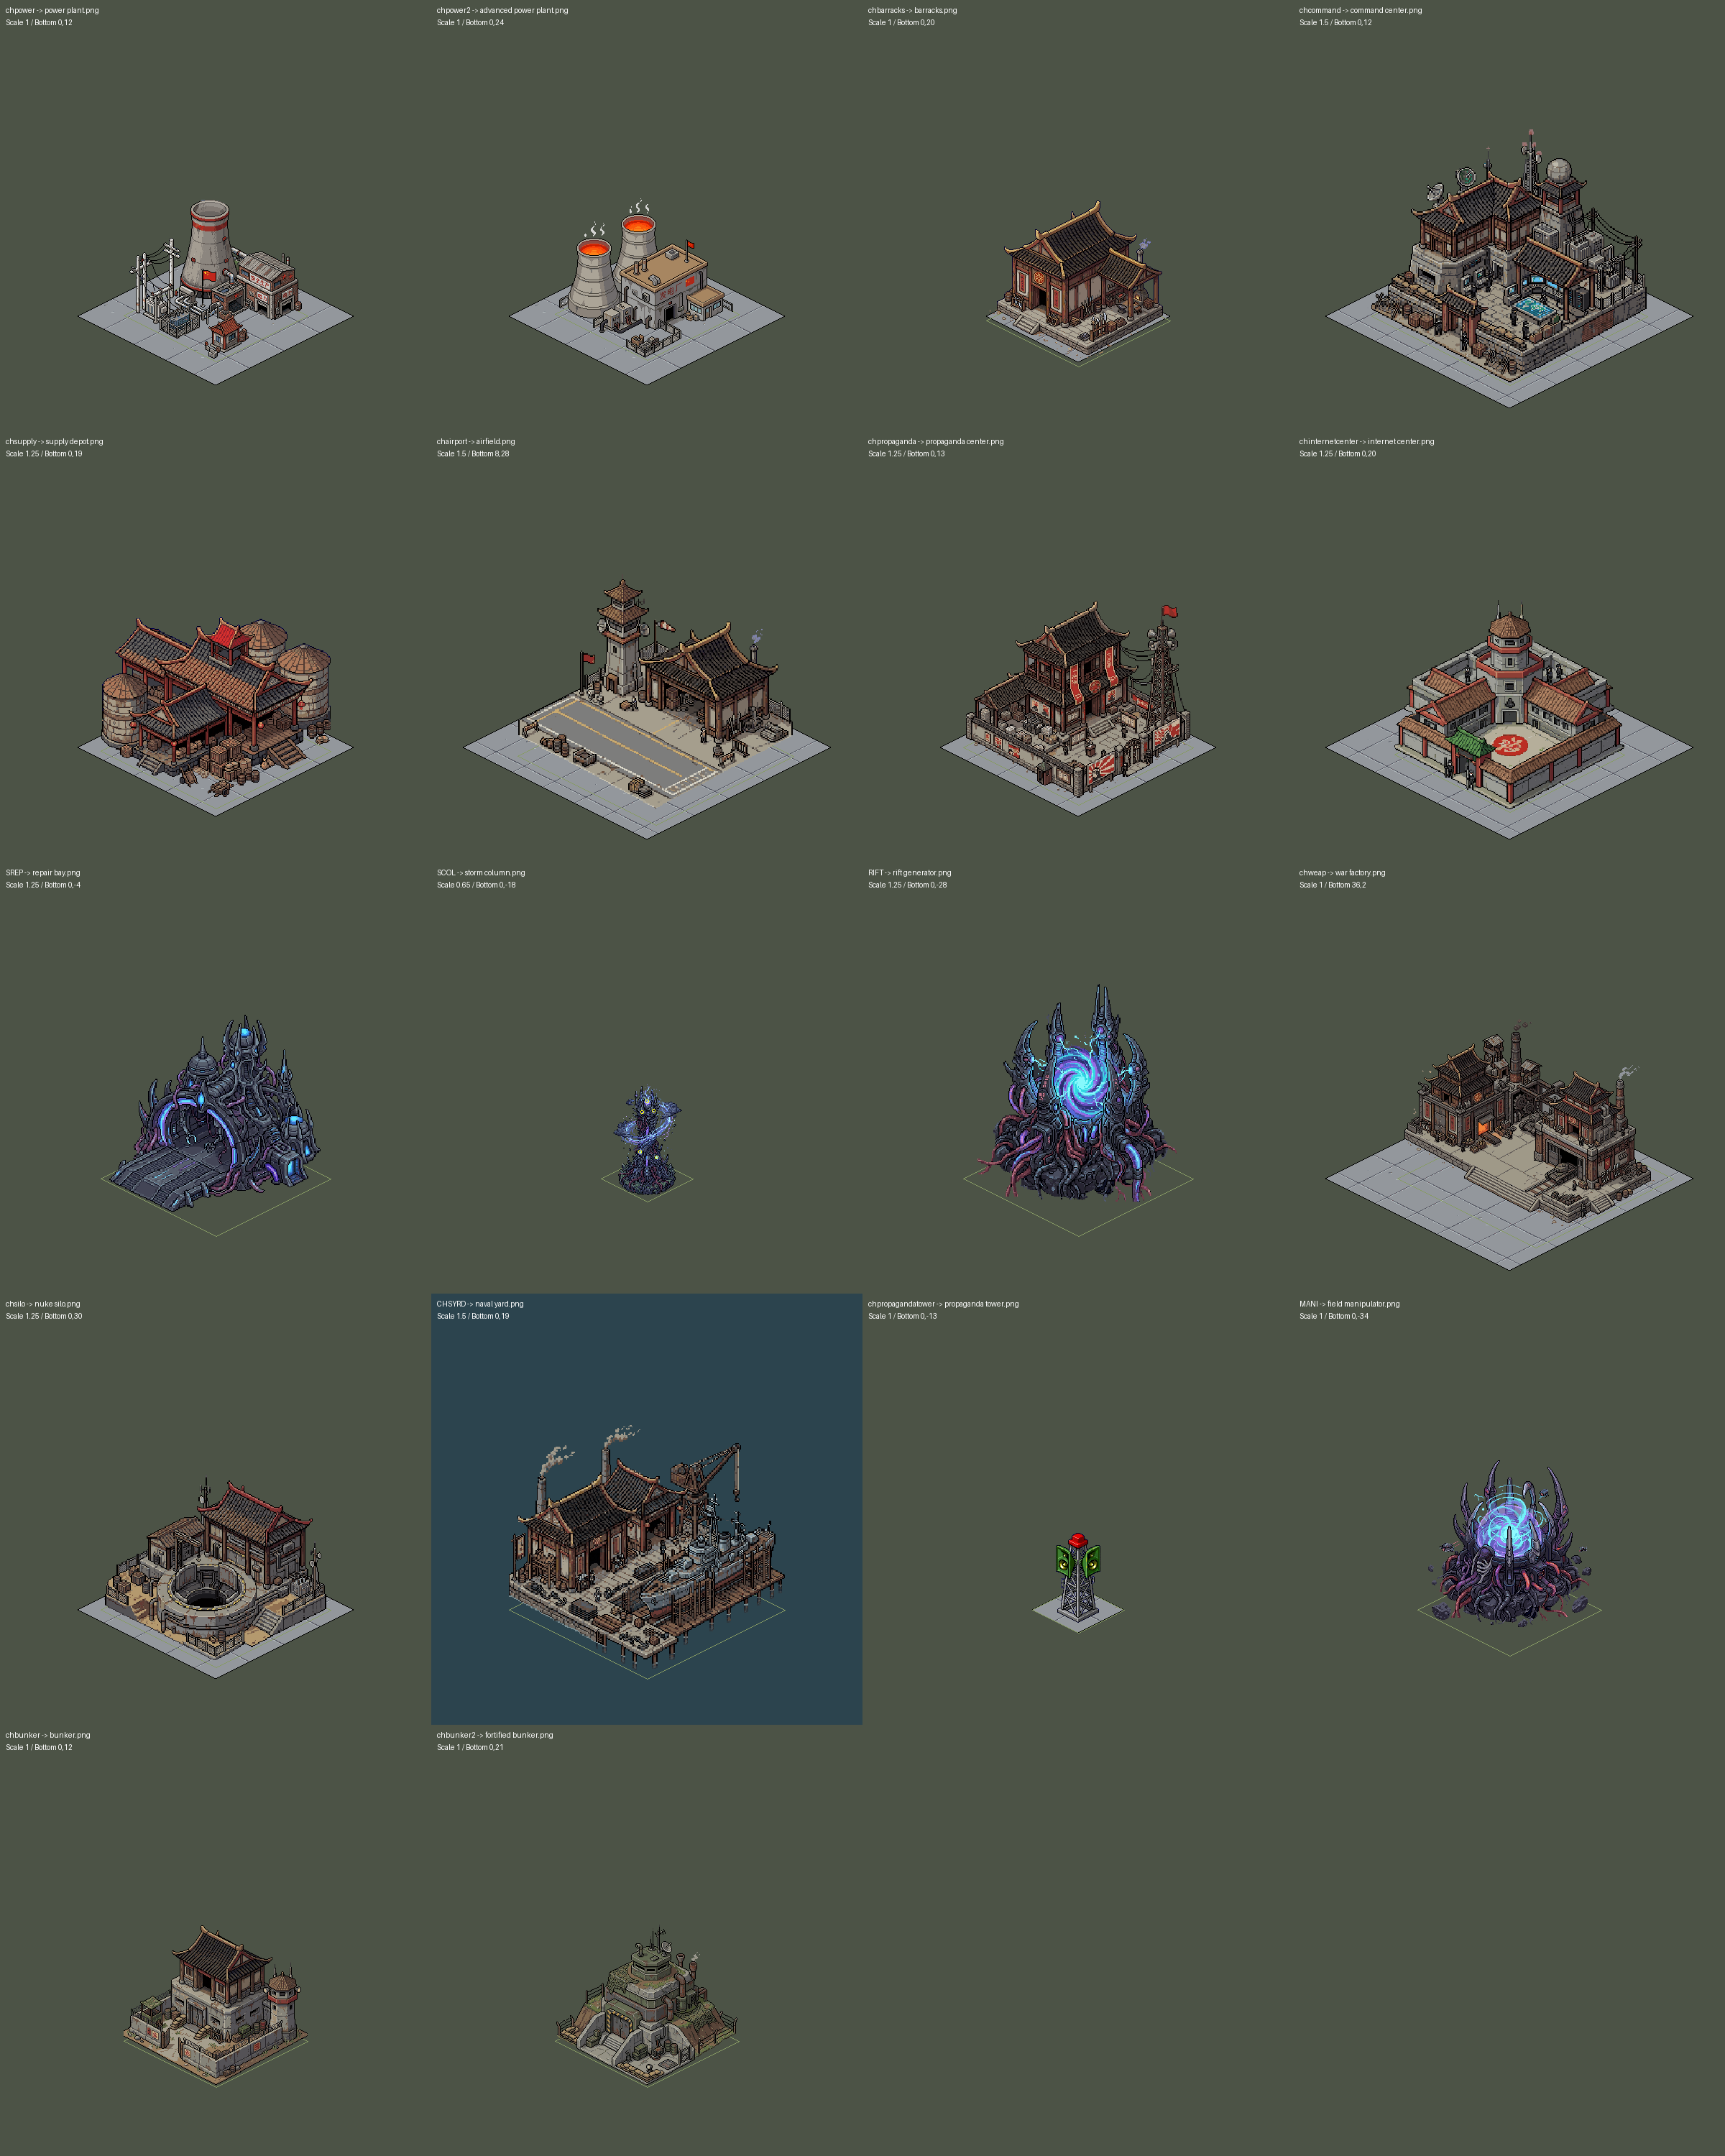 chpower -> power plant.png
Scale 1 / Bottom 0,12
chpower2 -> advanced power plant.png
Scale 1 / Bottom 0,24
chbarracks -> barracks.png
Scale 1 / Bottom 0,20
chcommand -> command center.png
Scale 1.5 / Bottom 0,12
chsupply -> supply depot.png
Scale 1.25 / Bottom 0,19
chairport -> airfield.png
Scale 1.5 / Bottom 8,28
chpropaganda -> propaganda center.png
Scale 1.25 / Bottom 0,13
chinternetcenter -> internet center.png
Scale 1.25 / Bottom 0,20
SREP -> repair bay.png
Scale 1.25 / Bottom 0,-4
SCOL -> storm column.png
Scale 0.65 / Bottom 0,-18
RIFT -> rift generator.png
Scale 1.25 / Bottom 0,-28
chweap -> war factory.png
Scale 1 / Bottom 36,2
chsilo -> nuke silo.png
Scale 1.25 / Bottom 0,30
CHSYRD -> naval yard.png
Scale 1.5 / Bottom 0,19
chpropagandatower -> propaganda tower.png
Scale 1 / Bottom 0,-13
MANI -> field manipulator.png
Scale 1 / Bottom 0,-34
chbunker -> bunker.png
Scale 1 / Bottom 0,12
chbunker2 -> fortified bunker.png
Scale 1 / Bottom 0,21